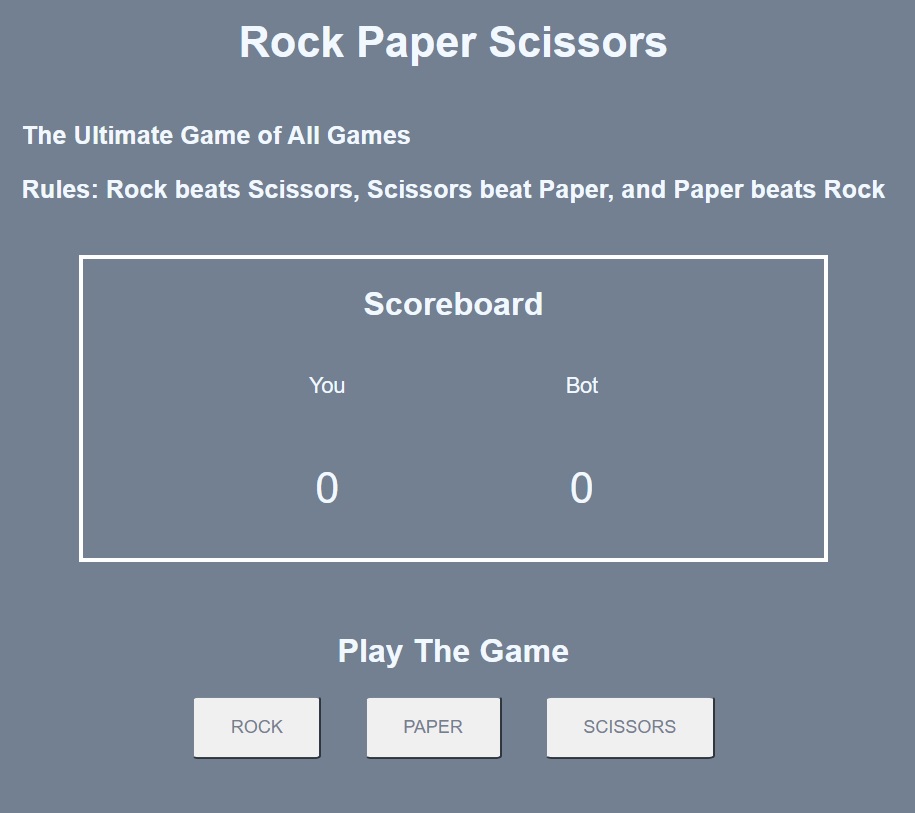 Rock Paper Scissors
The Ultimate Game of All Games
Rules: Rock beats Scissors, Scissors beat Paper, and Paper beats Rock
Scoreboard
You Bot
0 0
Play The Game
ROCK PAPER SCISSORS